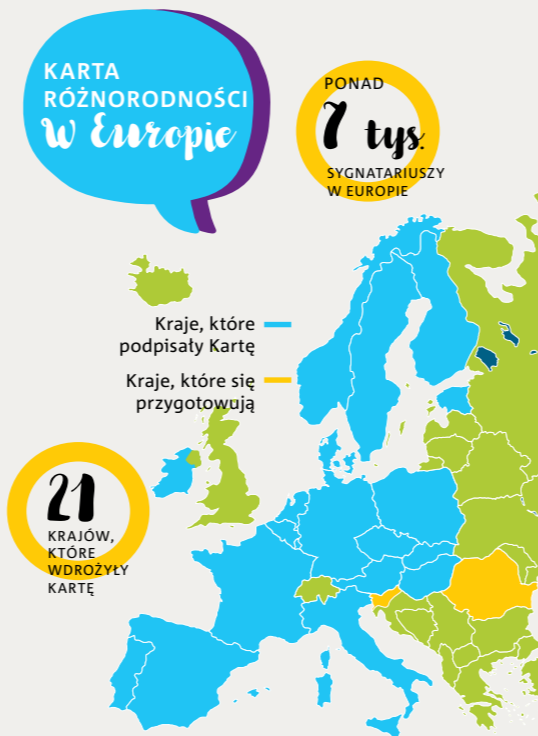 KARTA
RÓŻNORODNOŚCI
w Europie
PONAD
7 tys.
SYGNATARIUSZY
W EUROPIE
Kraje, które
podpisały Kartę
Kraje, które się
przygotowują
21
KRAJÓW,
KTÓRE
WDROŻYŁY
KARTĘ